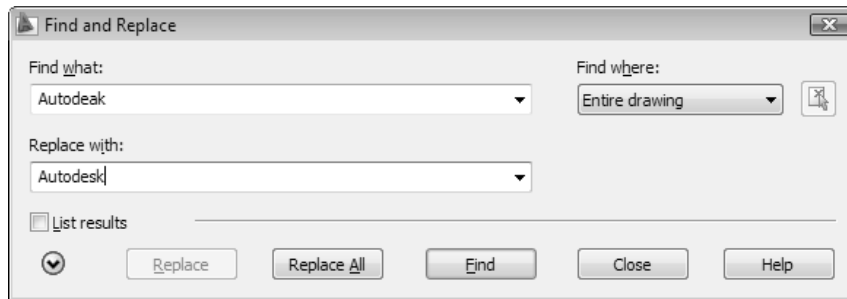 Find and Replace
Find what:
Find where:
Autodeak
Entire drawing
Replace with:
Autodesk
List results
Replace
Replace All
Find
Close
Help